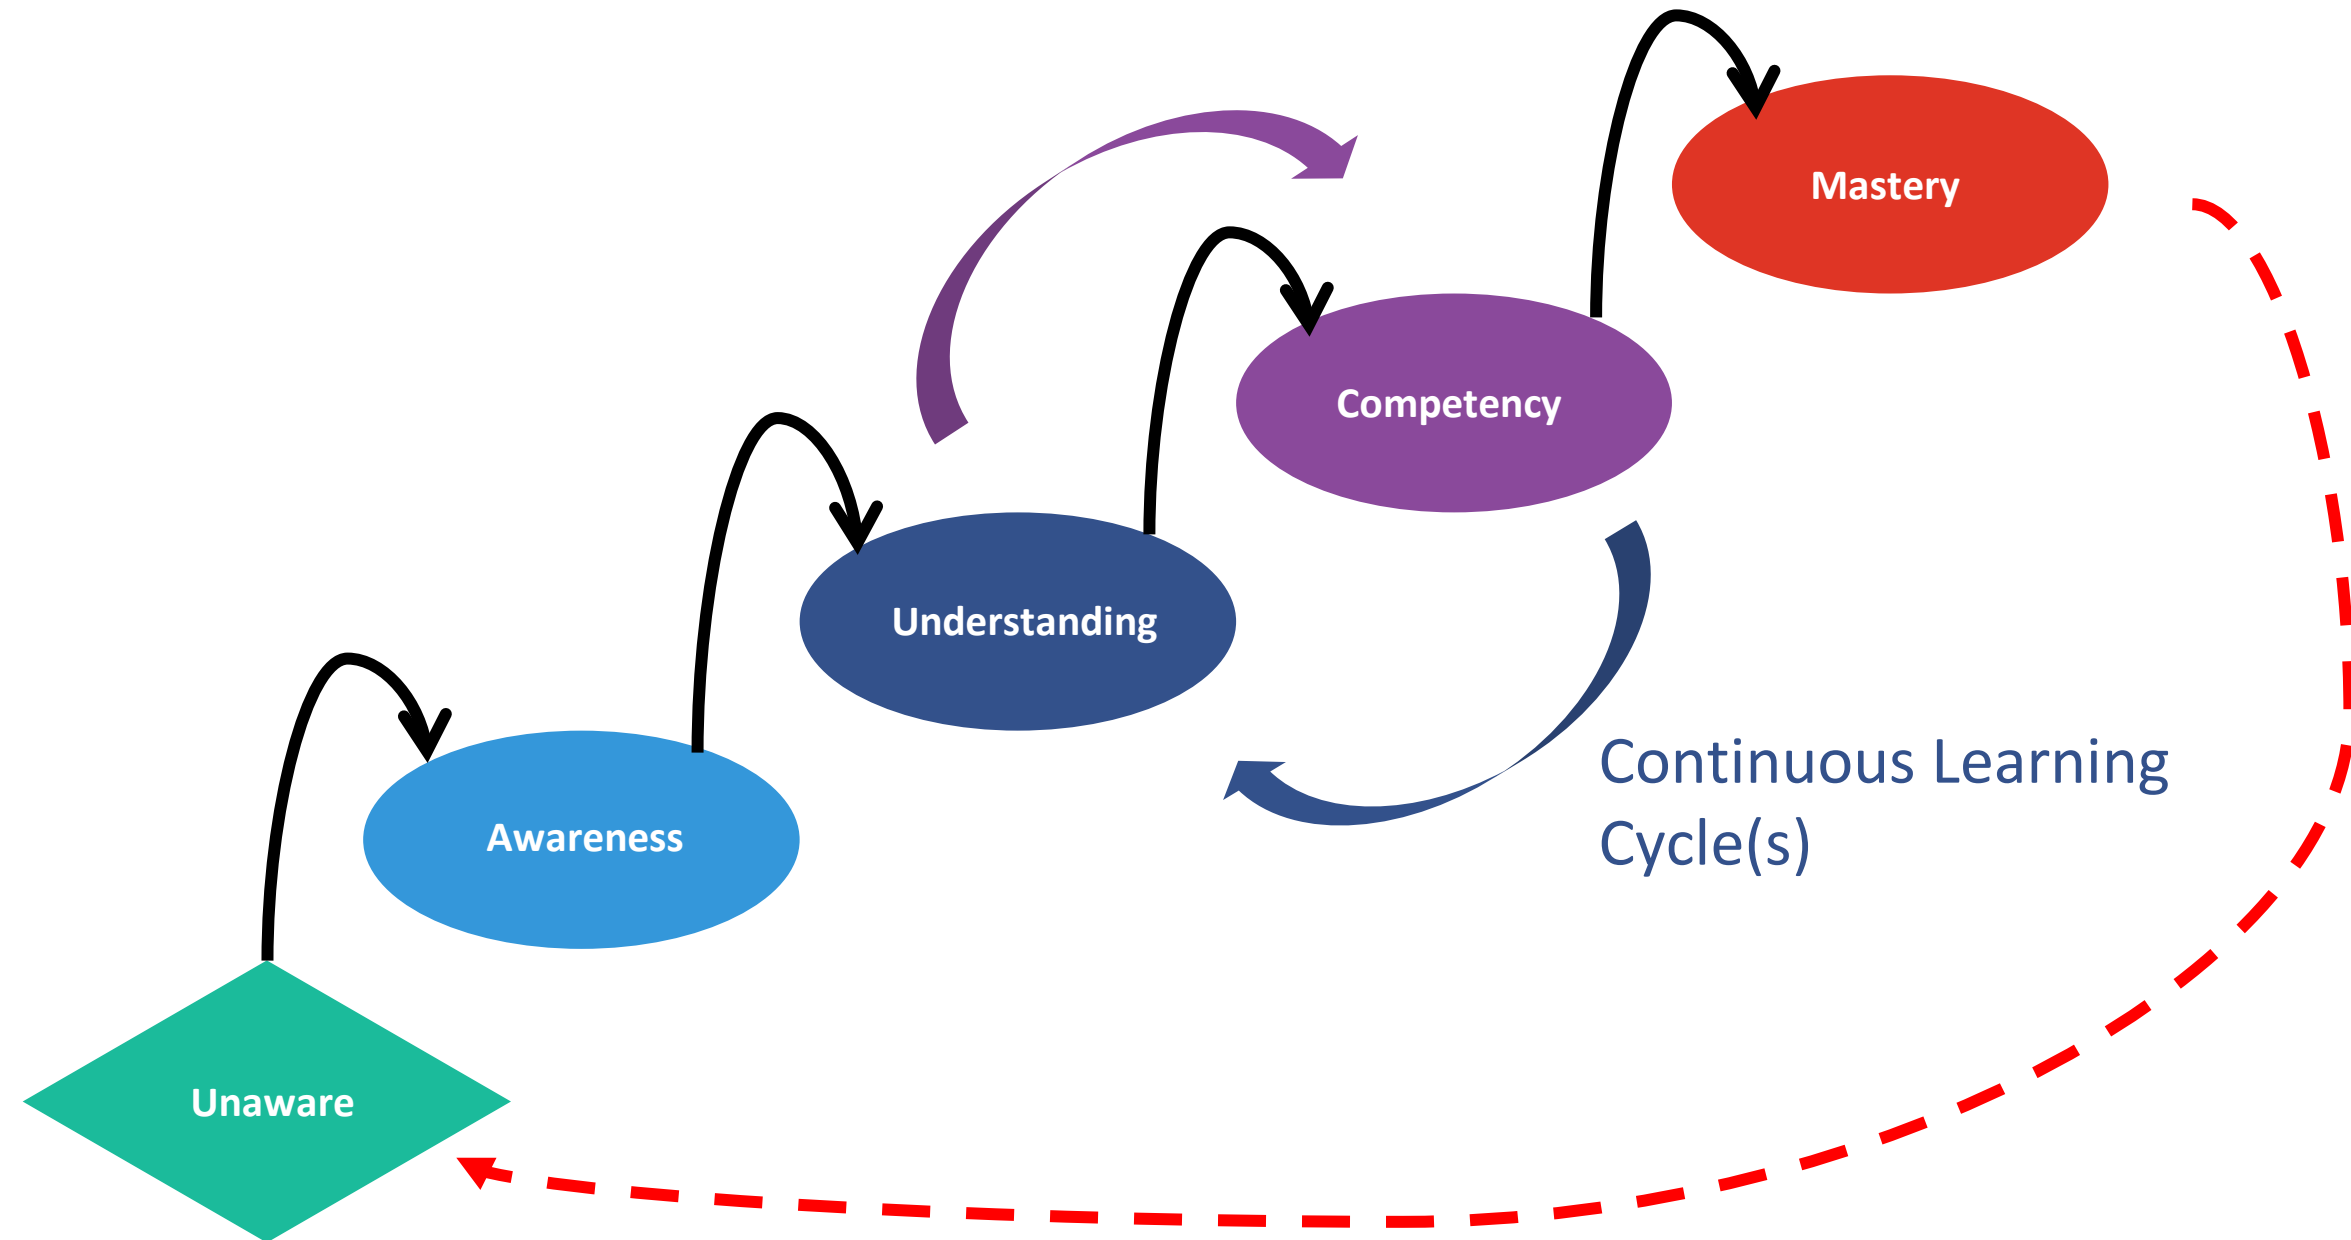 Mastery
Competency
Understanding
Continuous Learning
Cycle(s)
Awareness
Unaware